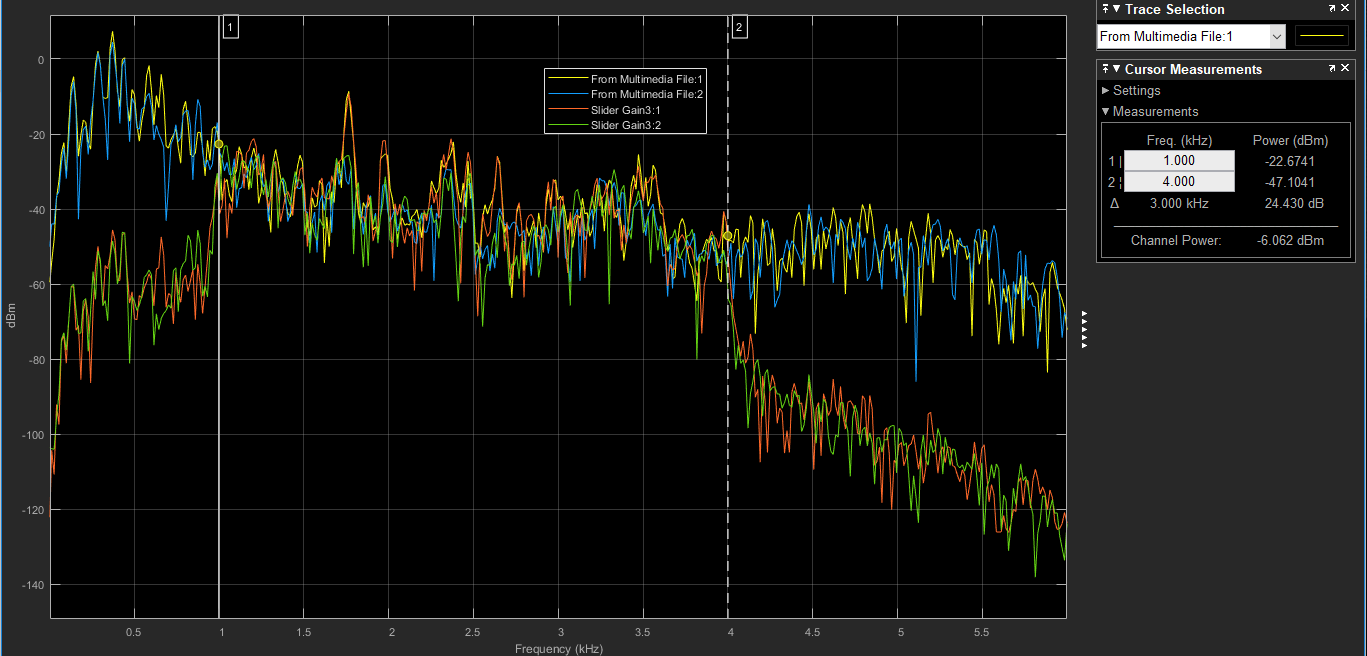 1
2
From Multimedia File:1
From Multimedia File:2
Slider Gain3:1
Slider Gain3:2
0
-20
-40
-60
-80
-100
-120
-140
dBm
0.5 1 1.5 2 2.5 3 3.5 4 4.5 5 5.5
Frequency (kHz)
Trace Selection
From Multimedia File:1
Cursor Measurements
Settings
Measurements
Freq. (kHz) Power (dBm)
1 1.000 -22.6741
2 4.000 -47.1041
Δ 3.000 kHz 24.430 dB
Channel Power: -6.062 dBm